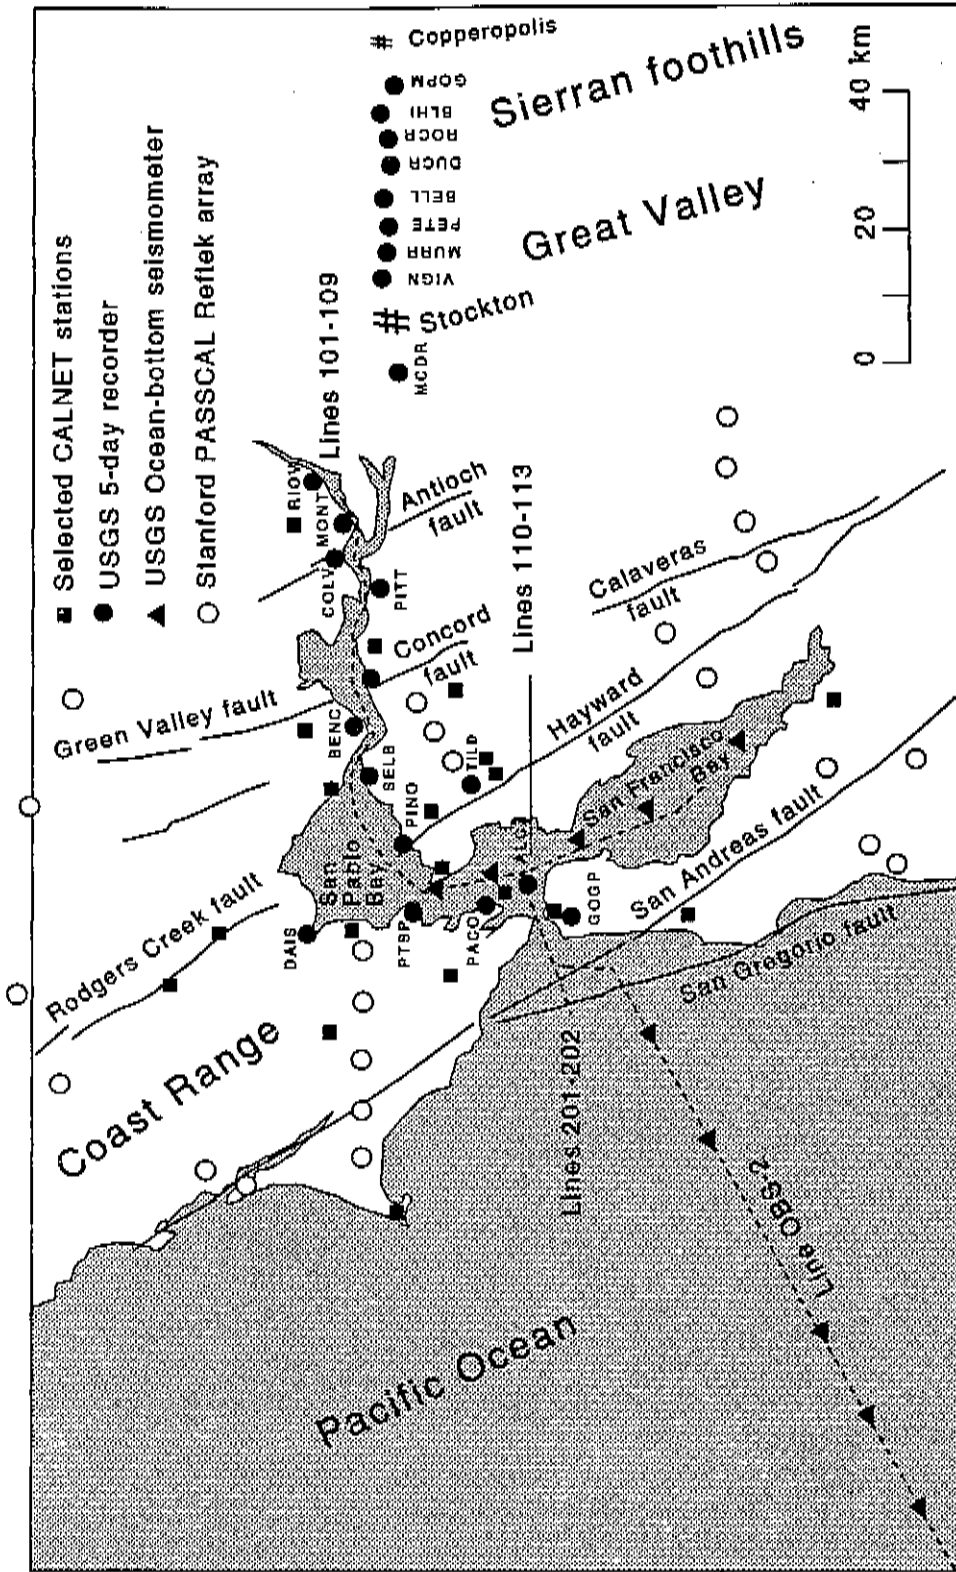 Selected CALNET stations
USGS 5-day recorder
USGS Ocean-bottom seismometer
Stanford PASSCAL Reftek array
Copperopolis
GOPM
BLHI
ROCR
DUCR
BELL
PETE
MURR
VIGN
Stockton
MCDR
Sierran foothills
Great Valley
0
20
40 km
Lines 101-109
RIOV
MONT
COLV
PITT
Antioch
fault
Concord
fault
Green Valley fault
BENC
SELB
PINO
TILD
Calaveras
fault
Hayward
fault
Lines 110-113
San
Pablo
Bay
San Francisco
Bay
ALCZ
GOGP
PACO
PTSP
DAIS
Rodgers Creek fault
San Andreas fault
San Gregorio fault
Coast Range
Lines 201-202
Line OBS-2
Pacific Ocean